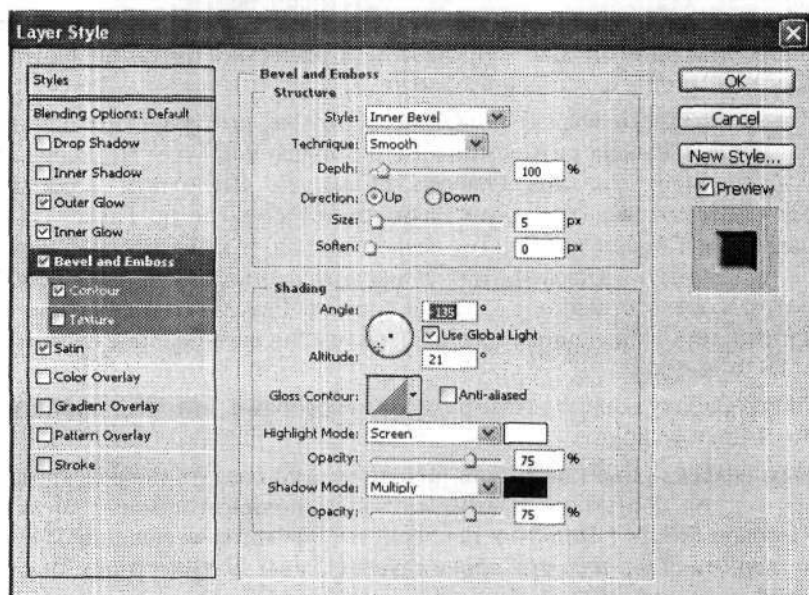 Layer Style
Styles
Blending Options: Default
Drop Shadow
Inner Shadow
Outer Glow
Inner Glow
Bevel and Emboss
Contour
Texture
Satin
Color Overlay
Gradient Overlay
Pattern Overlay
Stroke
Bevel and Emboss
Structure
Style: Inner Bevel
Technique: Smooth
Depth: 100 %
Direction: Up Down
Size: 5 px
Soften: 0 px
Shading
Angle: -135 °
Use Global Light
Altitude: 21 °
Gloss Contour: Anti-aliased
Highlight Mode: Screen
Opacity: 75 %
Shadow Mode: Multiply
Opacity: 75 %
OK
Cancel
New Style...
Preview